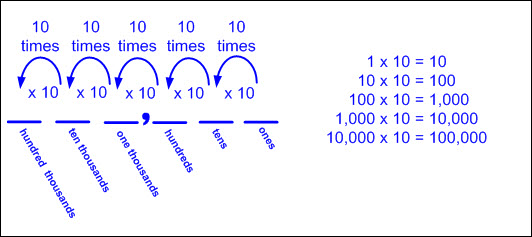 10 10 10 10 10
times times times times times
x 10 x 10 x 10 x 10 x 10
,
hundred thousands
ten thousands
one thousands
hundreds
tens
ones
1 x 10 = 10
10 x 10 = 100
100 x 10 = 1,000
1,000 x 10 = 10,000
10,000 x 10 = 100,000